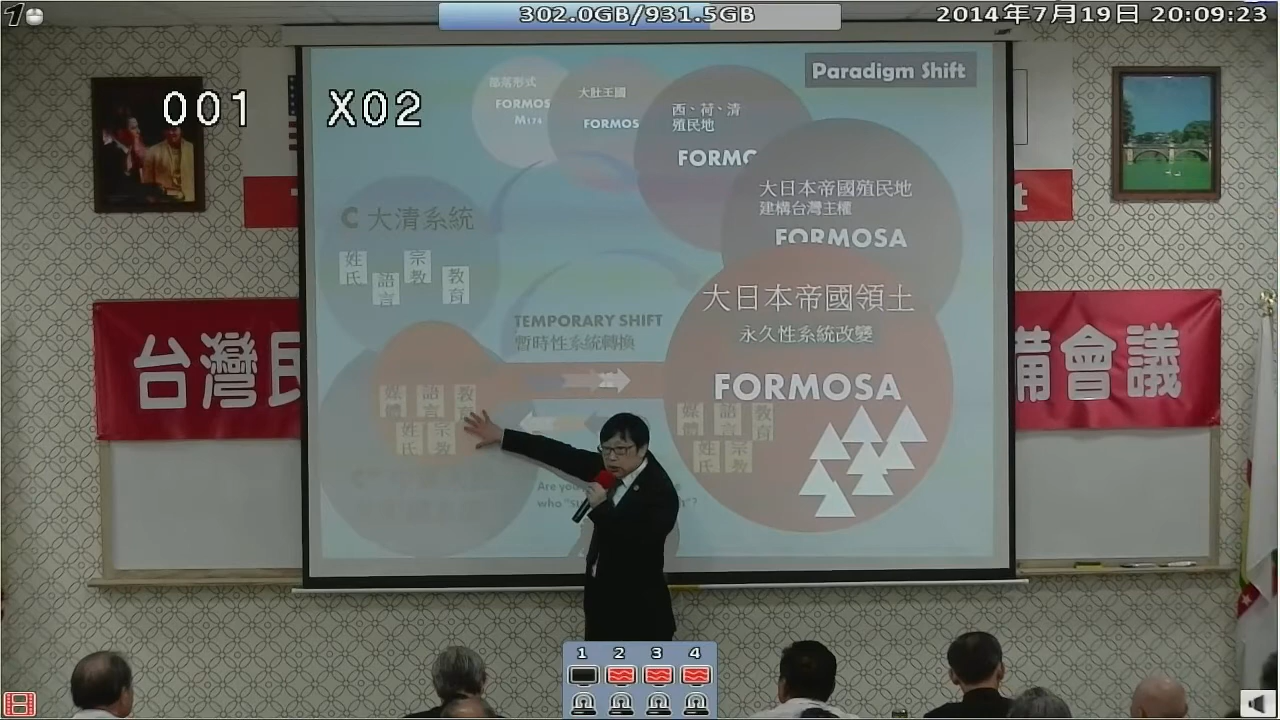 302.0GB/931.5GB
2014年7月19日 20:09:23
001 X02
Paradigm Shift
部落形式
FORMOS
M174
大肚王國
FORMOS
西、荷、清
殖民地
FORMO
大日本帝國殖民地
建構台灣主權
FORMOSA
C 大清系統
姓氏
語言
宗教
教育
大日本帝國領土
永久性系統改變
FORMOSA
TEMPORARY SHIFT
暫時性系統轉換
媒體
語言
教育
姓氏
宗教
媒體
語言
教育
姓氏
宗教
Are you
who "su
台灣民
備會議
t
1 2 3 4